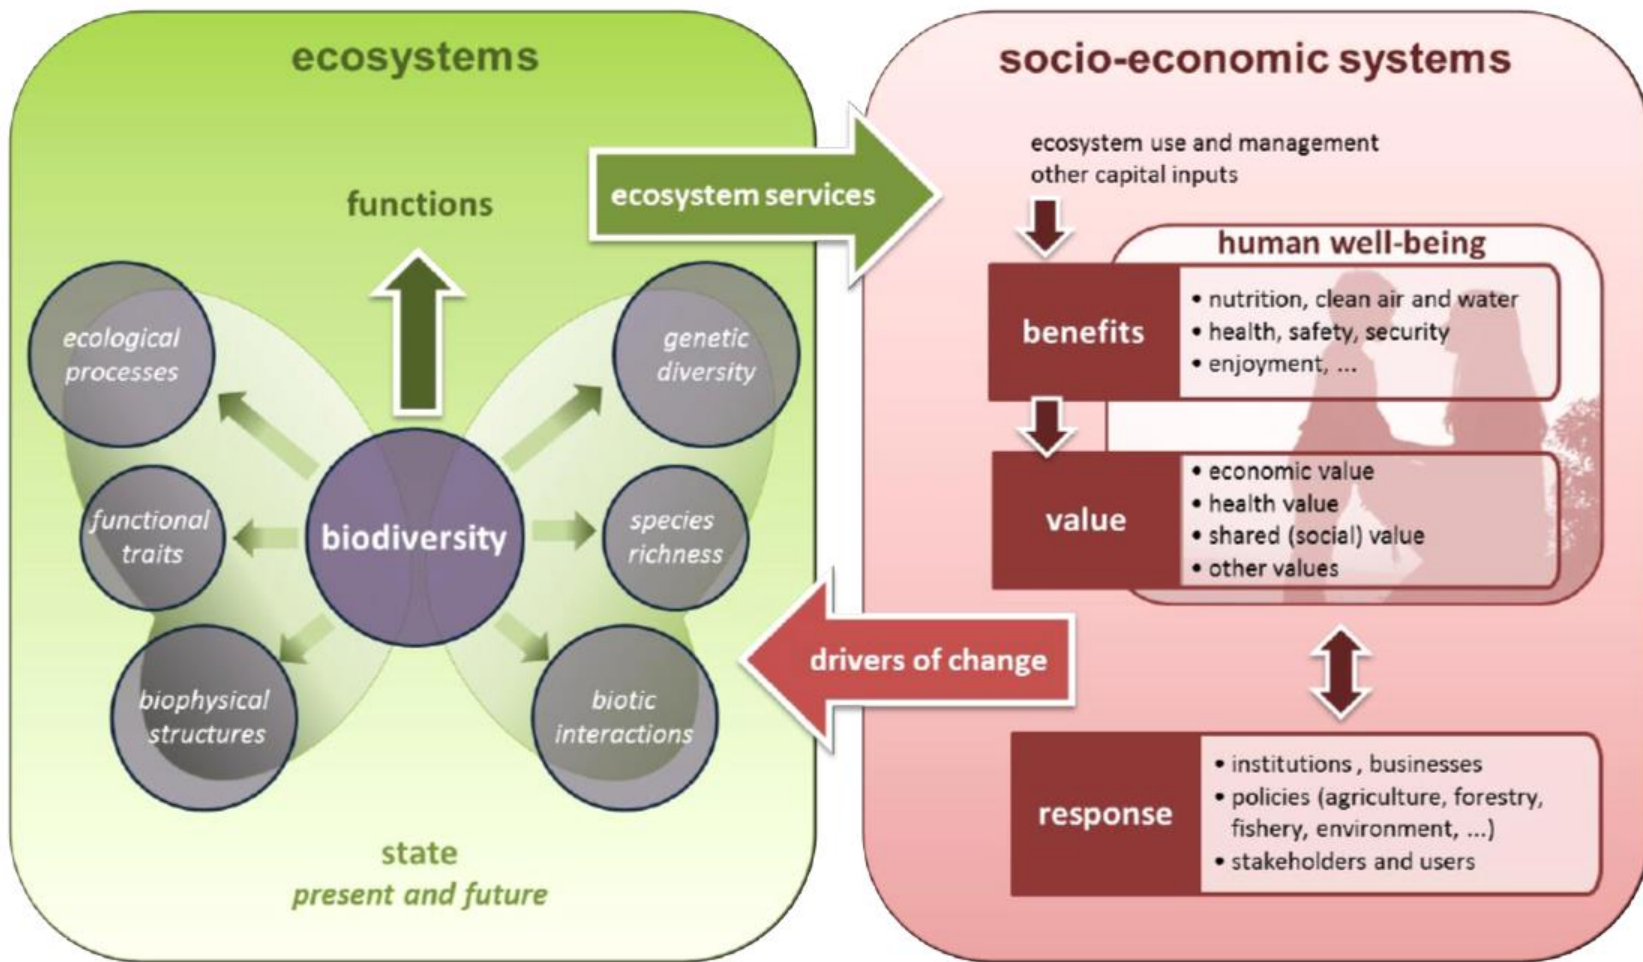 ecosystems
functions
ecological
processes
genetic
diversity
functional
traits
biodiversity
species
richness
biophysical
structures
biotic
interactions
state
present and future
ecosystem services
drivers of change
socio-economic systems
ecosystem use and management
other capital inputs
human well-being
benefits
• nutrition, clean air and water
• health, safety, security
• enjoyment, ...
value
• economic value
• health value
• shared (social) value
• other values
response
• institutions , businesses
• policies (agriculture, forestry,
fishery, environment, ...)
• stakeholders and users